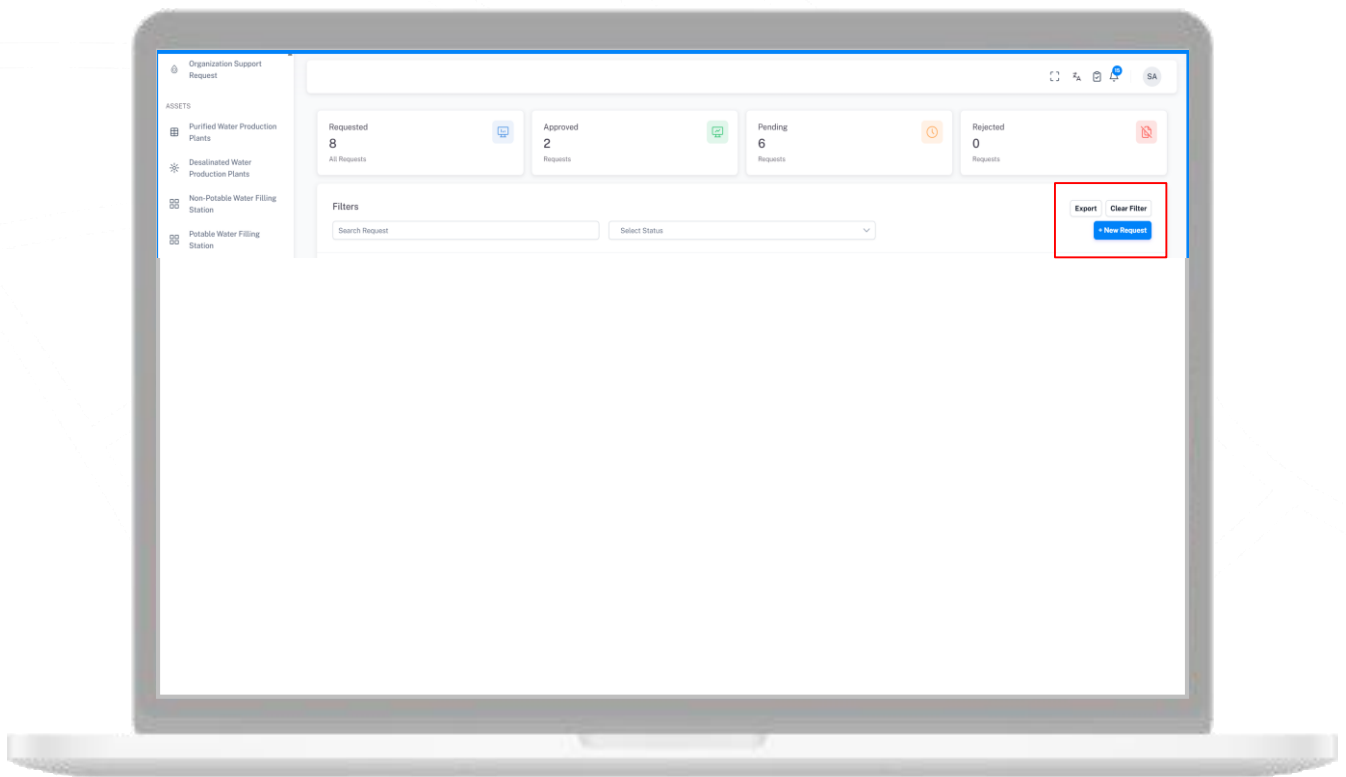 Organization Support
Request
ASSETS
Purified Water Production
Plants
Desalinated Water
Production Plants
Non-Potable Water Filling
Station
Potable Water Filling
Station
SA
Requested
8
All Requests
Approved
2
Requests
Pending
6
Requests
Rejected
0
Requests
Filters
Export
Clear Filter
Search Request
Select Status
+ New Request